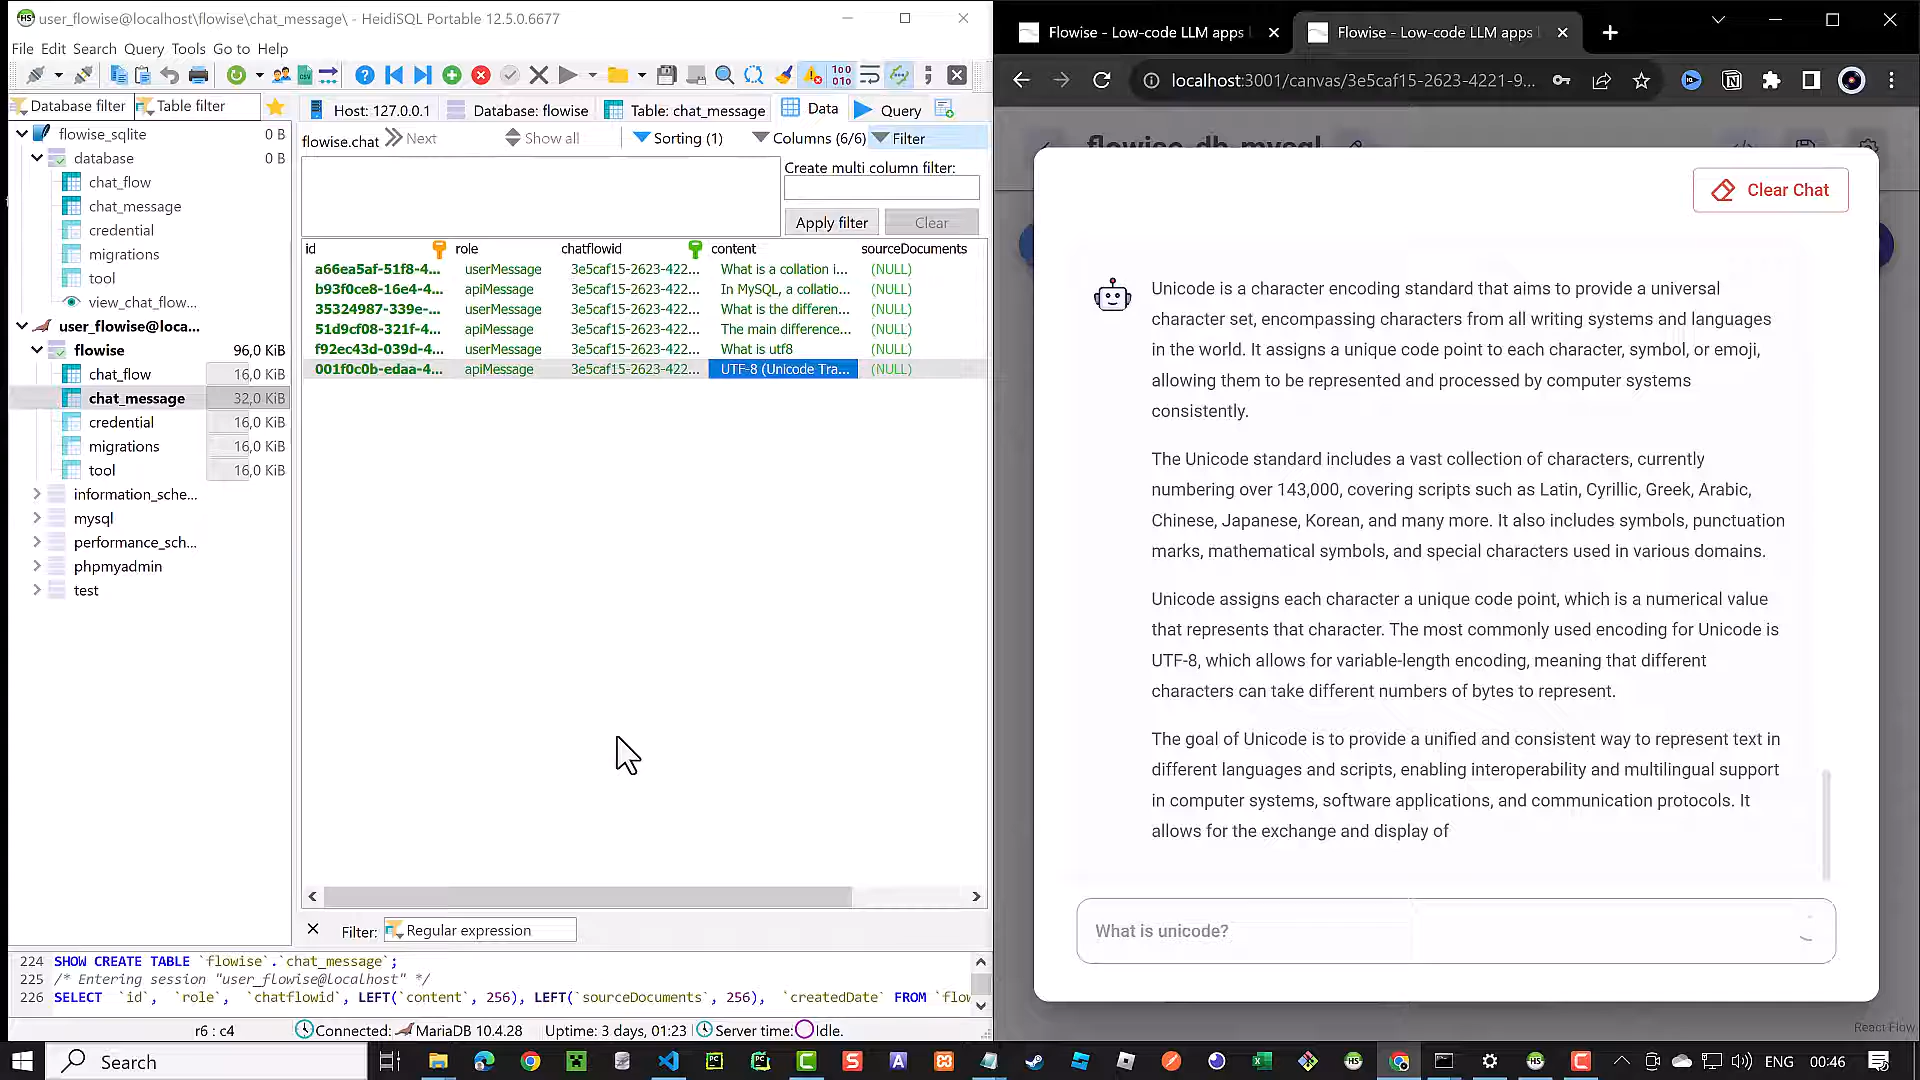 user_flowise@localhost\flowise\chat_message\ - HeidiSQL Portable 12.5.0.6677
File Edit Search Query Tools Go to Help
Database filter Table filter
Host: 127.0.0.1 Database: flowise Table: chat_message Data Query
flowise.chat Next Show all Sorting (1) Columns (6/6) Filter
Create multi column filter:
Apply filter Clear
flowise_sqlite 0 B
database 0 B
chat_flow
chat_message
credential
migrations
tool
view_chat_flow...
user_flowise@loca...
flowise 96,0 KiB
chat_flow 16,0 KiB
chat_message 32,0 KiB
credential 16,0 KiB
migrations 16,0 KiB
tool 16,0 KiB
information_sche...
mysql
performance_sch...
phpmyadmin
test
id role chatflowid content sourceDocuments
a66ea5af-51f8-4... userMessage 3e5caf15-2623-422... What is a collation i... (NULL)
b93f0ce8-16e4-4... apiMessage 3e5caf15-2623-422... In MySQL, a collatio... (NULL)
35324987-339e-... userMessage 3e5caf15-2623-422... What is the differen... (NULL)
51d9cf08-321f-4... apiMessage 3e5caf15-2623-422... The main difference... (NULL)
f92ec43d-039d-4... userMessage 3e5caf15-2623-422... What is utf8 (NULL)
001f0c0b-edaa-4... apiMessage 3e5caf15-2623-422... UTF-8 (Unicode Tra... (NULL)
Filter: Regular expression
224 SHOW CREATE TABLE `flowise`.`chat_message`;
225 /* Entering session "user_flowise@localhost" */
226 SELECT `id`, `role`, `chatflowid`, LEFT(`content`, 256), LEFT(`sourceDocuments`, 256), `createdDate` FROM `flow
r6 : c4 Connected: MariaDB 10.4.28 Uptime: 3 days, 01:23 Server time: Idle.
Flowise - Low-code LLM apps Flowise - Low-code LLM apps
localhost:3001/canvas/3e5caf15-2623-4221-9...
flowise_db_mysql
Clear Chat
Unicode is a character encoding standard that aims to provide a universal
character set, encompassing characters from all writing systems and languages
in the world. It assigns a unique code point to each character, symbol, or emoji,
allowing them to be represented and processed by computer systems
consistently.
The Unicode standard includes a vast collection of characters, currently
numbering over 143,000, covering scripts such as Latin, Cyrillic, Greek, Arabic,
Chinese, Japanese, Korean, and many more. It also includes symbols, punctuation
marks, mathematical symbols, and special characters used in various domains.
Unicode assigns each character a unique code point, which is a numerical value
that represents that character. The most commonly used encoding for Unicode is
UTF-8, which allows for variable-length encoding, meaning that different
characters can take different numbers of bytes to represent.
The goal of Unicode is to provide a unified and consistent way to represent text in
different languages and scripts, enabling interoperability and multilingual support
in computer systems, software applications, and communication protocols. It
allows for the exchange and display of
What is unicode?
React Flow
Search
ENG 00:46